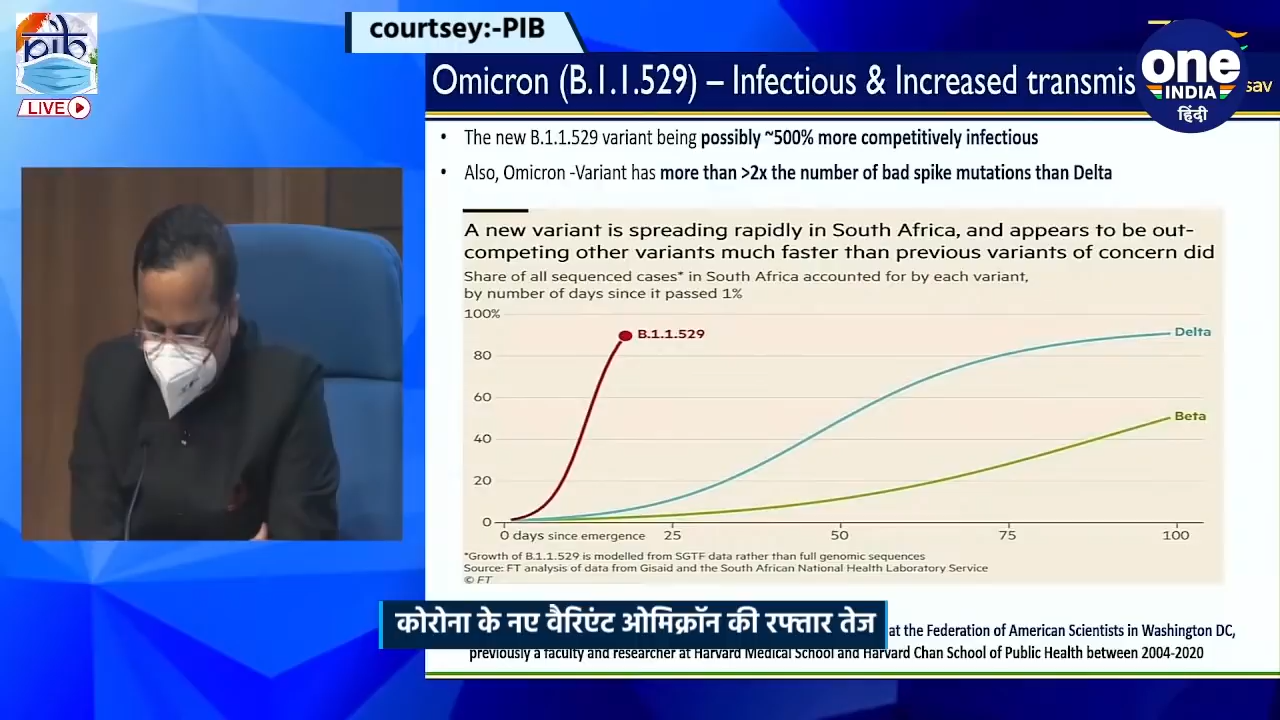 courtsey:-PIB
pib
LIVE
Omicron (B.1.1.529) – Infectious & Increased transmis
one
INDIA
हिंदी
sav
• The new B.1.1.529 variant being possibly ~500% more competitively infectious
• Also, Omicron -Variant has more than >2x the number of bad spike mutations than Delta
A new variant is spreading rapidly in South Africa, and appears to be out-
competing other variants much faster than previous variants of concern did
Share of all sequenced cases* in South Africa accounted for by each variant,
by number of days since it passed 1%
100%
B.1.1.529
Delta
80
60
Beta
40
20
0
0 days since emergence 25 50 75 100
*Growth of B.1.1.529 is modelled from SGTF data rather than full genomic sequences
Source: FT analysis of data from Gisaid and the South African National Health Laboratory Service
© FT
कोरोना के नए वैरिएंट ओमिक्रॉन की रफ्तार तेज
at the Federation of American Scientists in Washington DC,
previously a faculty and researcher at Harvard Medical School and Harvard Chan School of Public Health between 2004-2020